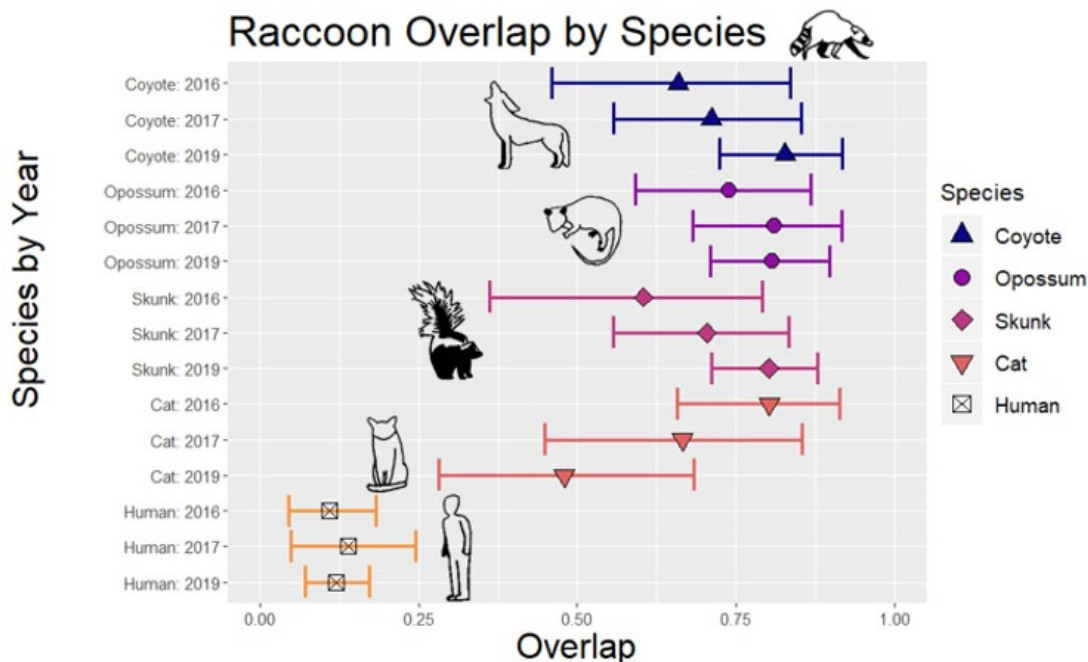 Raccoon Overlap by Species
Species by Year
Coyote: 2016
Coyote: 2017
Coyote: 2019
Opossum: 2016
Opossum: 2017
Opossum: 2019
Skunk: 2016
Skunk: 2017
Skunk: 2019
Cat: 2016
Cat: 2017
Cat: 2019
Human: 2016
Human: 2017
Human: 2019
0.00 0.25 0.50 0.75 1.00
Overlap
Species
Coyote
Opossum
Skunk
Cat
Human